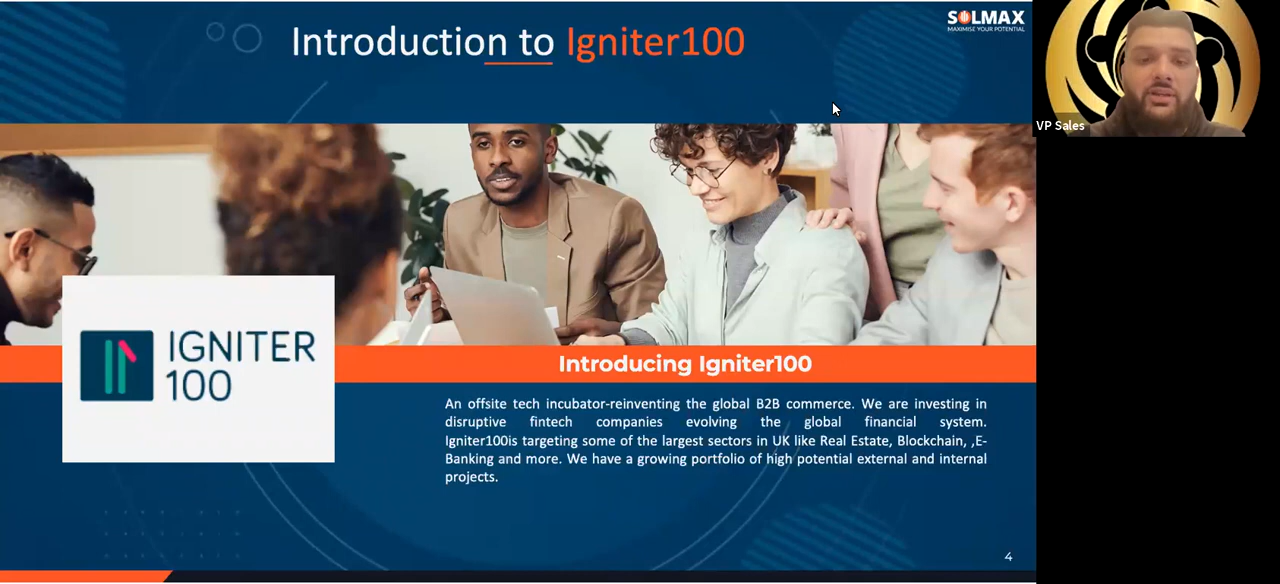 SOLMAX
MAXIMISE YOUR POTENTIAL
Introduction to Igniter100
VP Sales
IGNITER
100
Introducing Igniter100
An offsite tech incubator-reinventing the global B2B commerce. We are investing in
disruptive fintech companies evolving the global financial system.
Igniter100is targeting some of the largest sectors in UK like Real Estate, Blockchain, ,E-
Banking and more. We have a growing portfolio of high potential external and internal
projects.
4